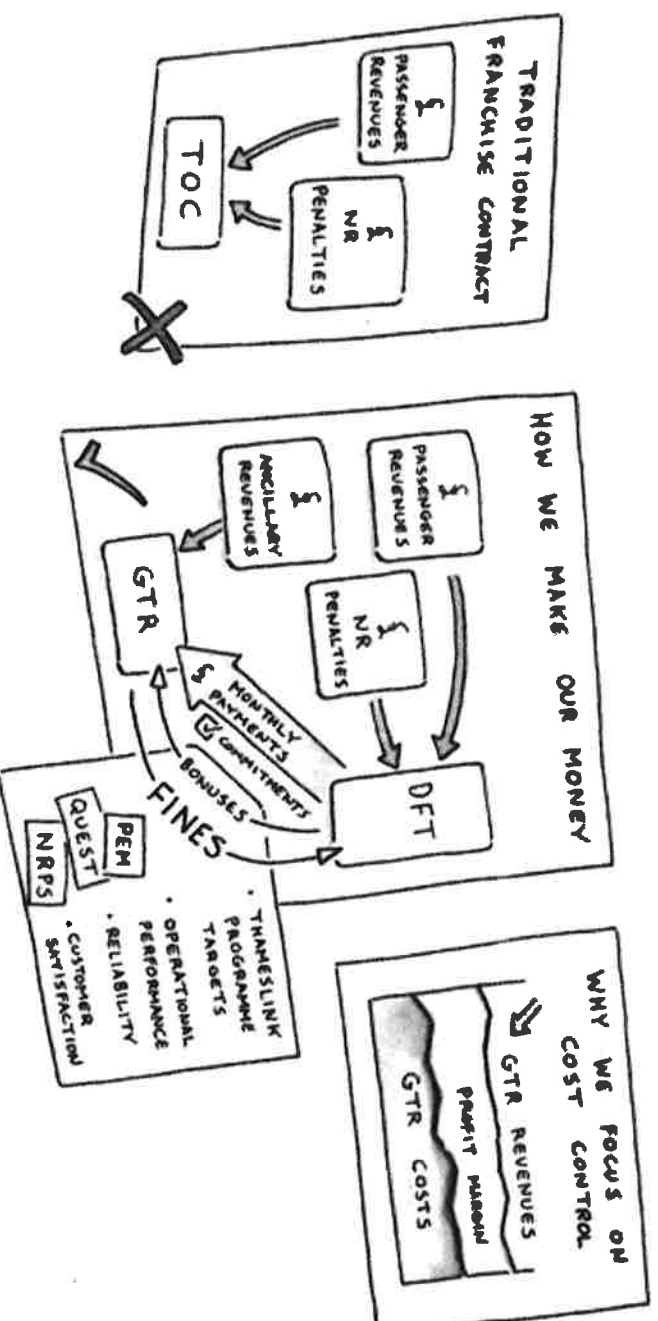 TRADITIONAL
FRANCHISE CONTRACT
£
PASSENGER
REVENUES
£
NR
PENALTIES
TOC
HOW WE MAKE OUR MONEY
£
PASSENGER
REVENUES
£
NR
PENALTIES
£
ANCILLARY
REVENUES
DFT
GTR
£ MONTHLY
PAYMENTS
COMMITMENTS
BONUSES
FINES
• THAMESLINK
PROGRAMME
TARGETS
• OPERATIONAL
PERFORMANCE
• RELIABILITY
• CUSTOMER
SATISFACTION
PEM
QUEST
NRPS
WHY WE FOCUS ON
COST CONTROL
GTR REVENUES
PROFIT MARGIN
GTR COSTS